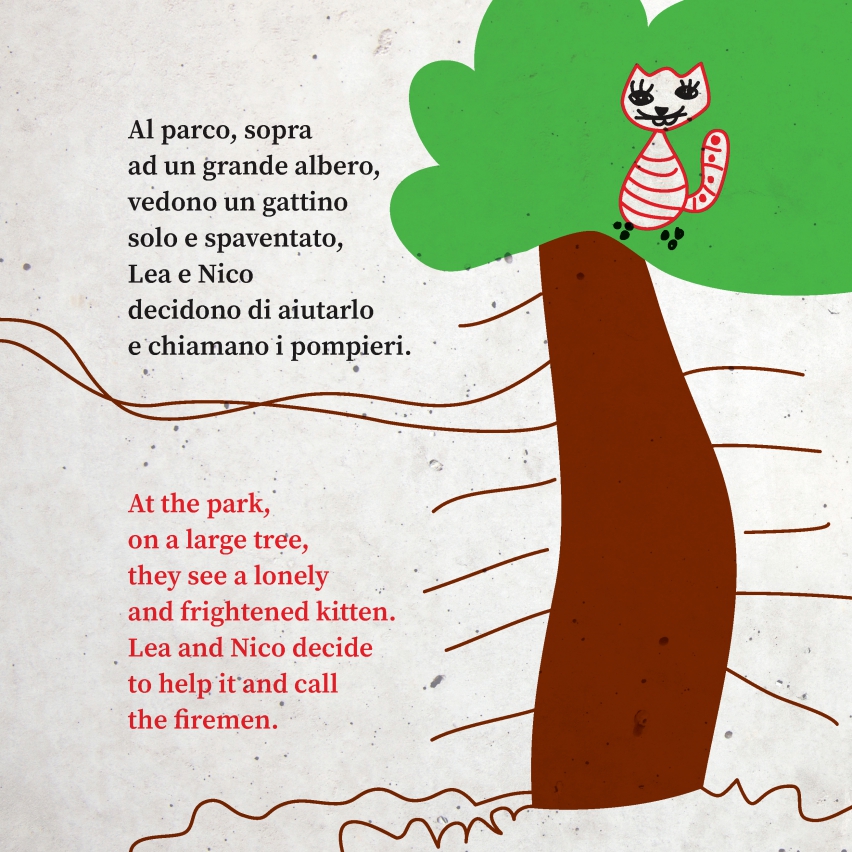 Al parco, sopra
ad un grande albero,
vedono un gattino
solo e spaventato,
Lea e Nico
decidono di aiutarlo
e chiamano i pompieri.
At the park,
on a large tree,
they see a lonely
and frightened kitten.
Lea and Nico decide
to help it and call
the firemen.